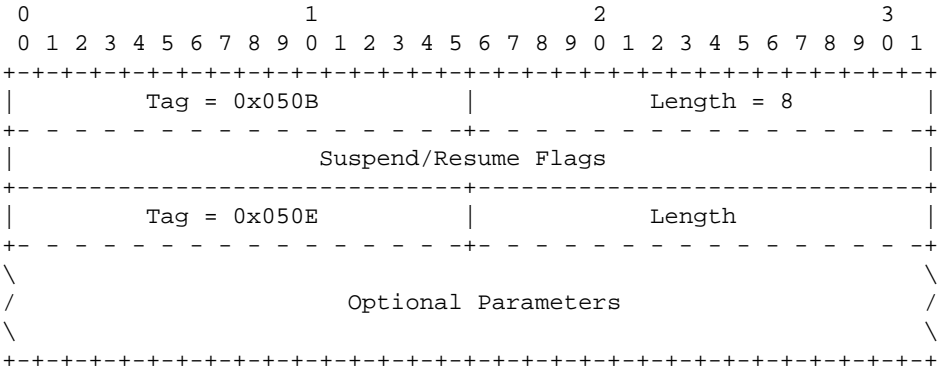 0                   1                   2                   3
 0 1 2 3 4 5 6 7 8 9 0 1 2 3 4 5 6 7 8 9 0 1 2 3 4 5 6 7 8 9 0 1
+-+-+-+-+-+-+-+-+-+-+-+-+-+-+-+-+-+-+-+-+-+-+-+-+-+-+-+-+-+-+-+-+
|         Tag = 0x050B          |            Length = 8         |
+- - - - - - - - - - - - - - - -+- - - - - - - - - - - - - - - -+
|                     Suspend/Resume Flags                      |
+-------------------------------+-------------------------------+
|         Tag = 0x050E          |            Length             |
+- - - - - - - - - - - - - - - -+- - - - - - - - - - - - - - - -+
\                                                               \
/                       Optional Parameters                     /
\                                                               \
+-+-+-+-+-+-+-+-+-+-+-+-+-+-+-+-+-+-+-+-+-+-+-+-+-+-+-+-+-+-+-+-+